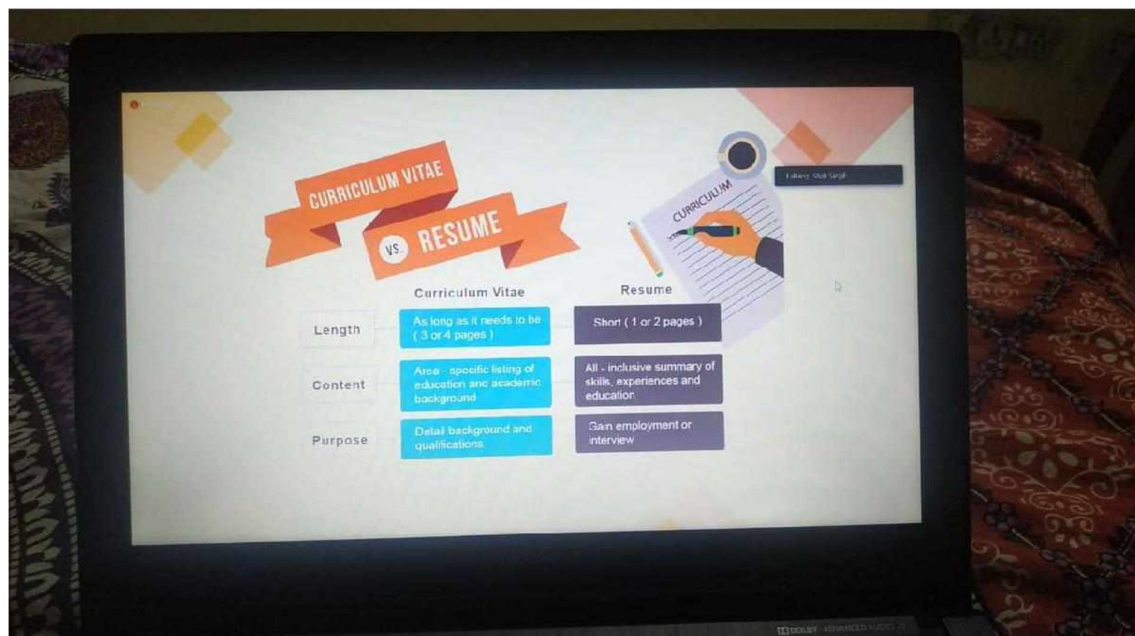 CURRICULUM VITAE
VS. RESUME
CURRICULUM
Curriculum Vitae
Resume
Length
As long as it needs to be
( 3 or 4 pages )
Short ( 1 or 2 pages )
Content
Area - specific listing of
education and academic
background
All - inclusive summary of
skills, experiences and
education
Purpose
Detail background and
qualifications
Gain employment or
interview
DOLBY